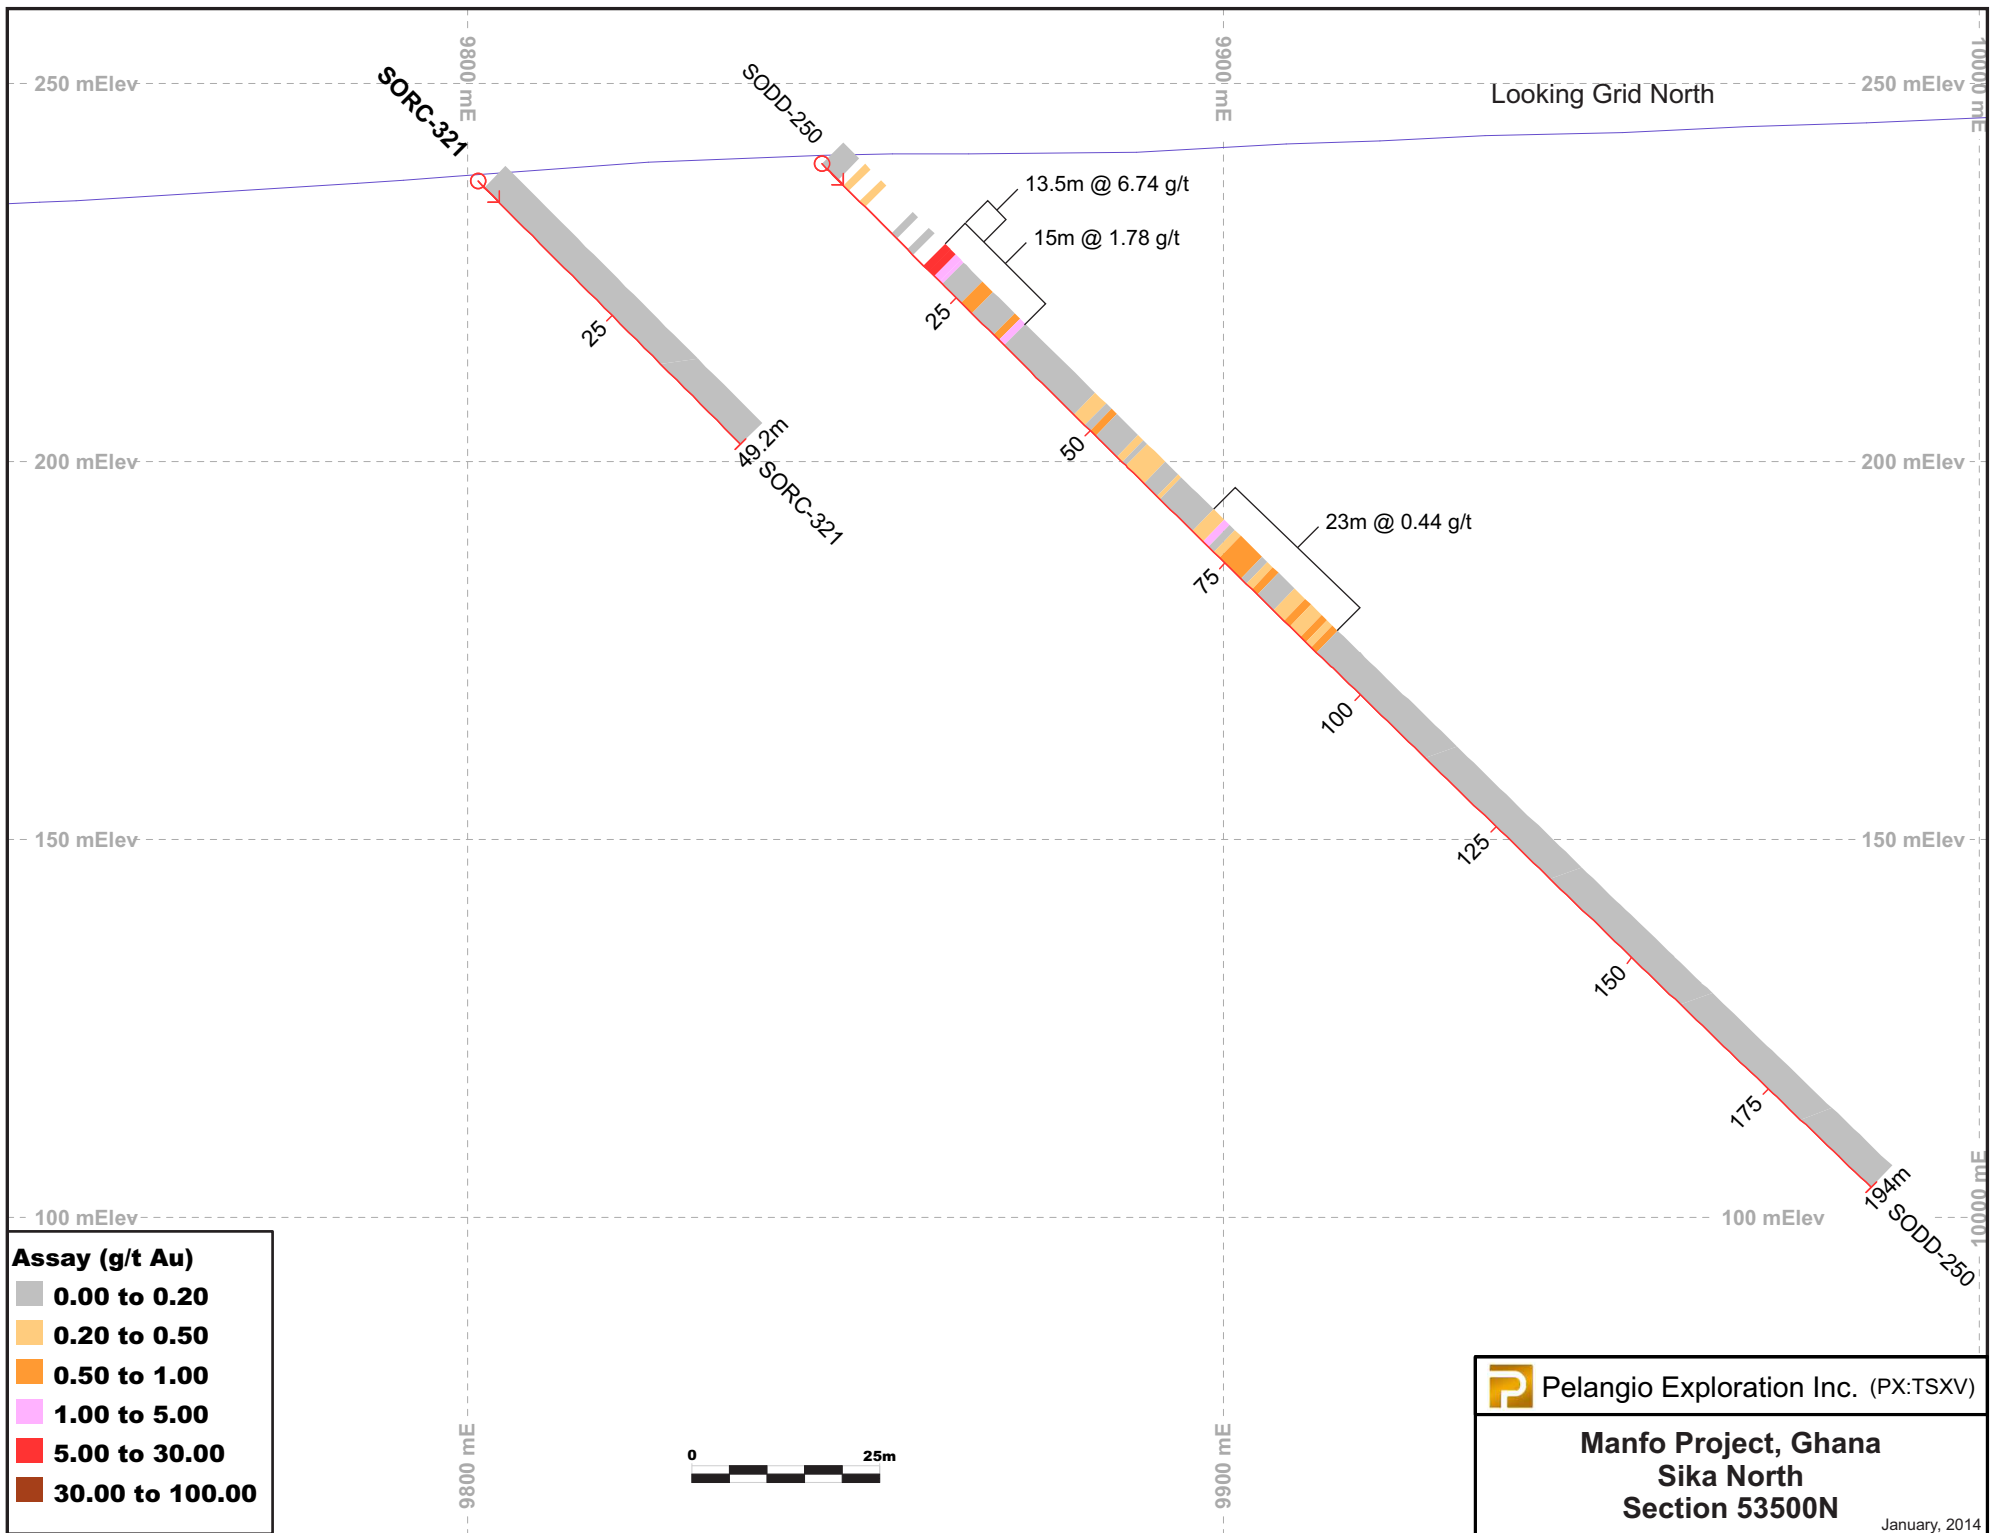 9800 mE
9900 mE
10000 mE
250 mElev
250 mElev
Looking Grid North
SORC-321
SODD-250
13.5m @ 6.74 g/t
15m @ 1.78 g/t
25
25
50
49.2m
SORC-321
200 mElev
200 mElev
23m @ 0.44 g/t
75
100
125
150 mElev
150 mElev
150
175
194m
SODD-250
100 mElev
100 mElev
10000 mE
Assay (g/t Au)
0.00 to 0.20
0.20 to 0.50
0.50 to 1.00
1.00 to 5.00
5.00 to 30.00
30.00 to 100.00
9800 mE
0 25m
9900 mE
Pelangio Exploration Inc. (PX:TSXV)
Manfo Project, Ghana
Sika North
Section 53500N
January, 2014